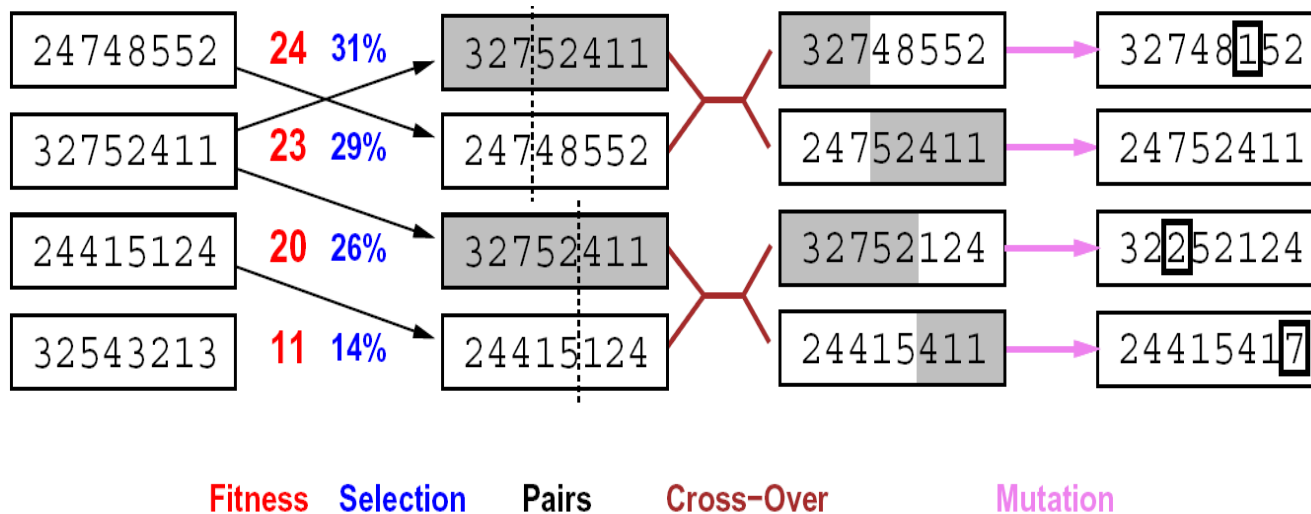 24748552 24 31% 32752411 32748552 32748152
32752411 23 29% 24748552 24752411 24752411
24415124 20 26% 32752411 32752124 32252124
32543213 11 14% 24415124 24415411 24415417
Fitness Selection Pairs Cross−Over Mutation